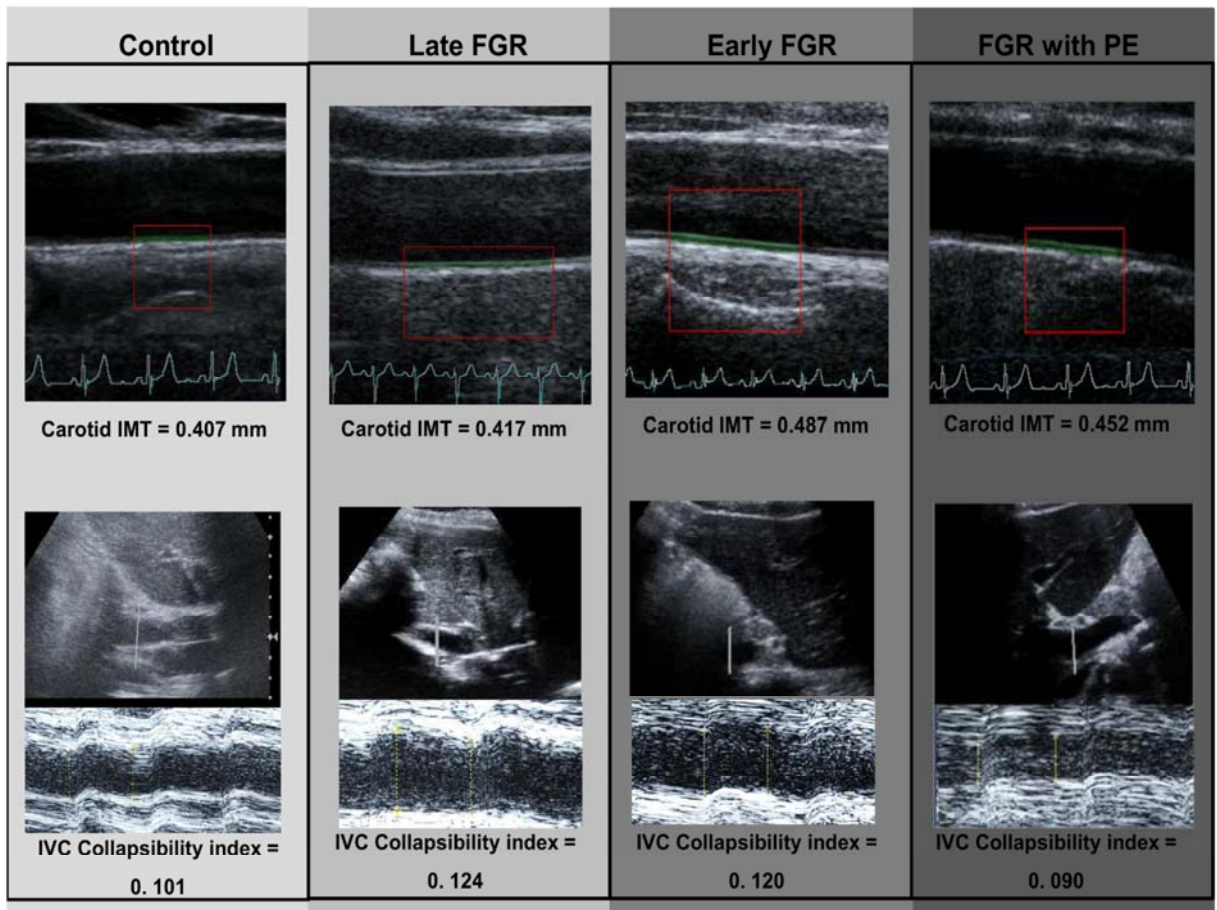 Control
Late FGR
Early FGR
FGR with PE
Carotid IMT = 0.407 mm
Carotid IMT = 0.417 mm
Carotid IMT = 0.487 mm
Carotid IMT = 0.452 mm
IVC Collapsibility index =
0. 101
IVC Collapsibility index =
0. 124
IVC Collapsibility index =
0. 120
IVC Collapsibility index =
0. 090